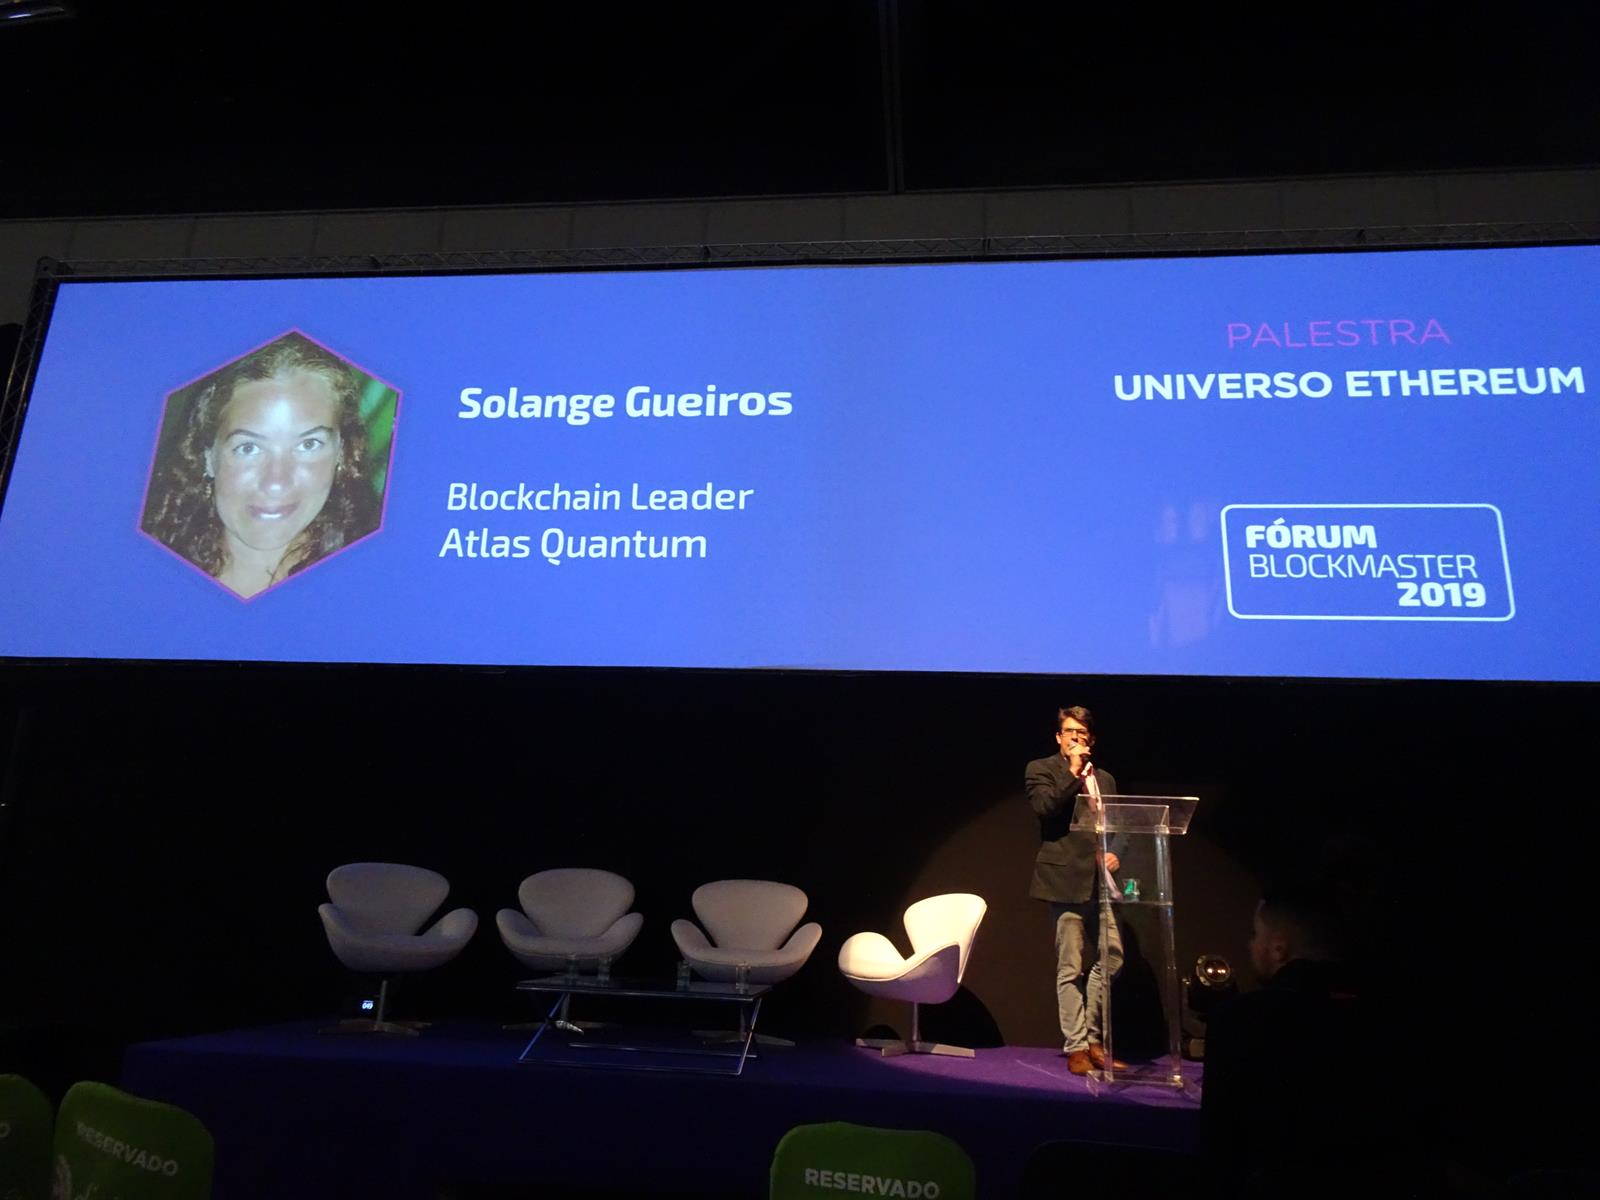 Solange Gueiros
Blockchain Leader
Atlas Quantum
PALESTRA
UNIVERSO ETHEREUM
FÓRUM
BLOCKMASTER
2019
RESERVADO
RESERVADO